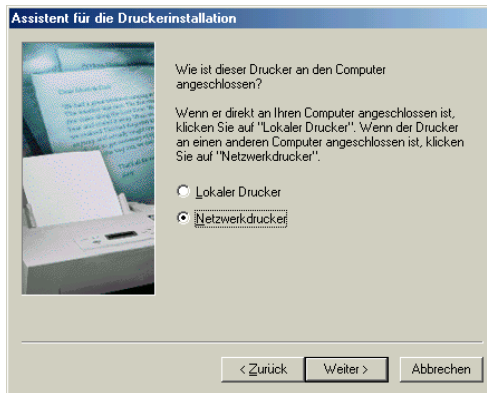 Assistent für die Druckerinstallation
Wie ist dieser Drucker an den Computer
angeschlossen?
Wenn er direkt an Ihren Computer angeschlossen ist,
klicken Sie auf "Lokaler Drucker". Wenn der Drucker
an einen anderen Computer angeschlossen ist, klicken
Sie auf "Netzwerkdrucker".
Lokaler Drucker
Netzwerkdrucker
< Zurück
Weiter >
Abbrechen